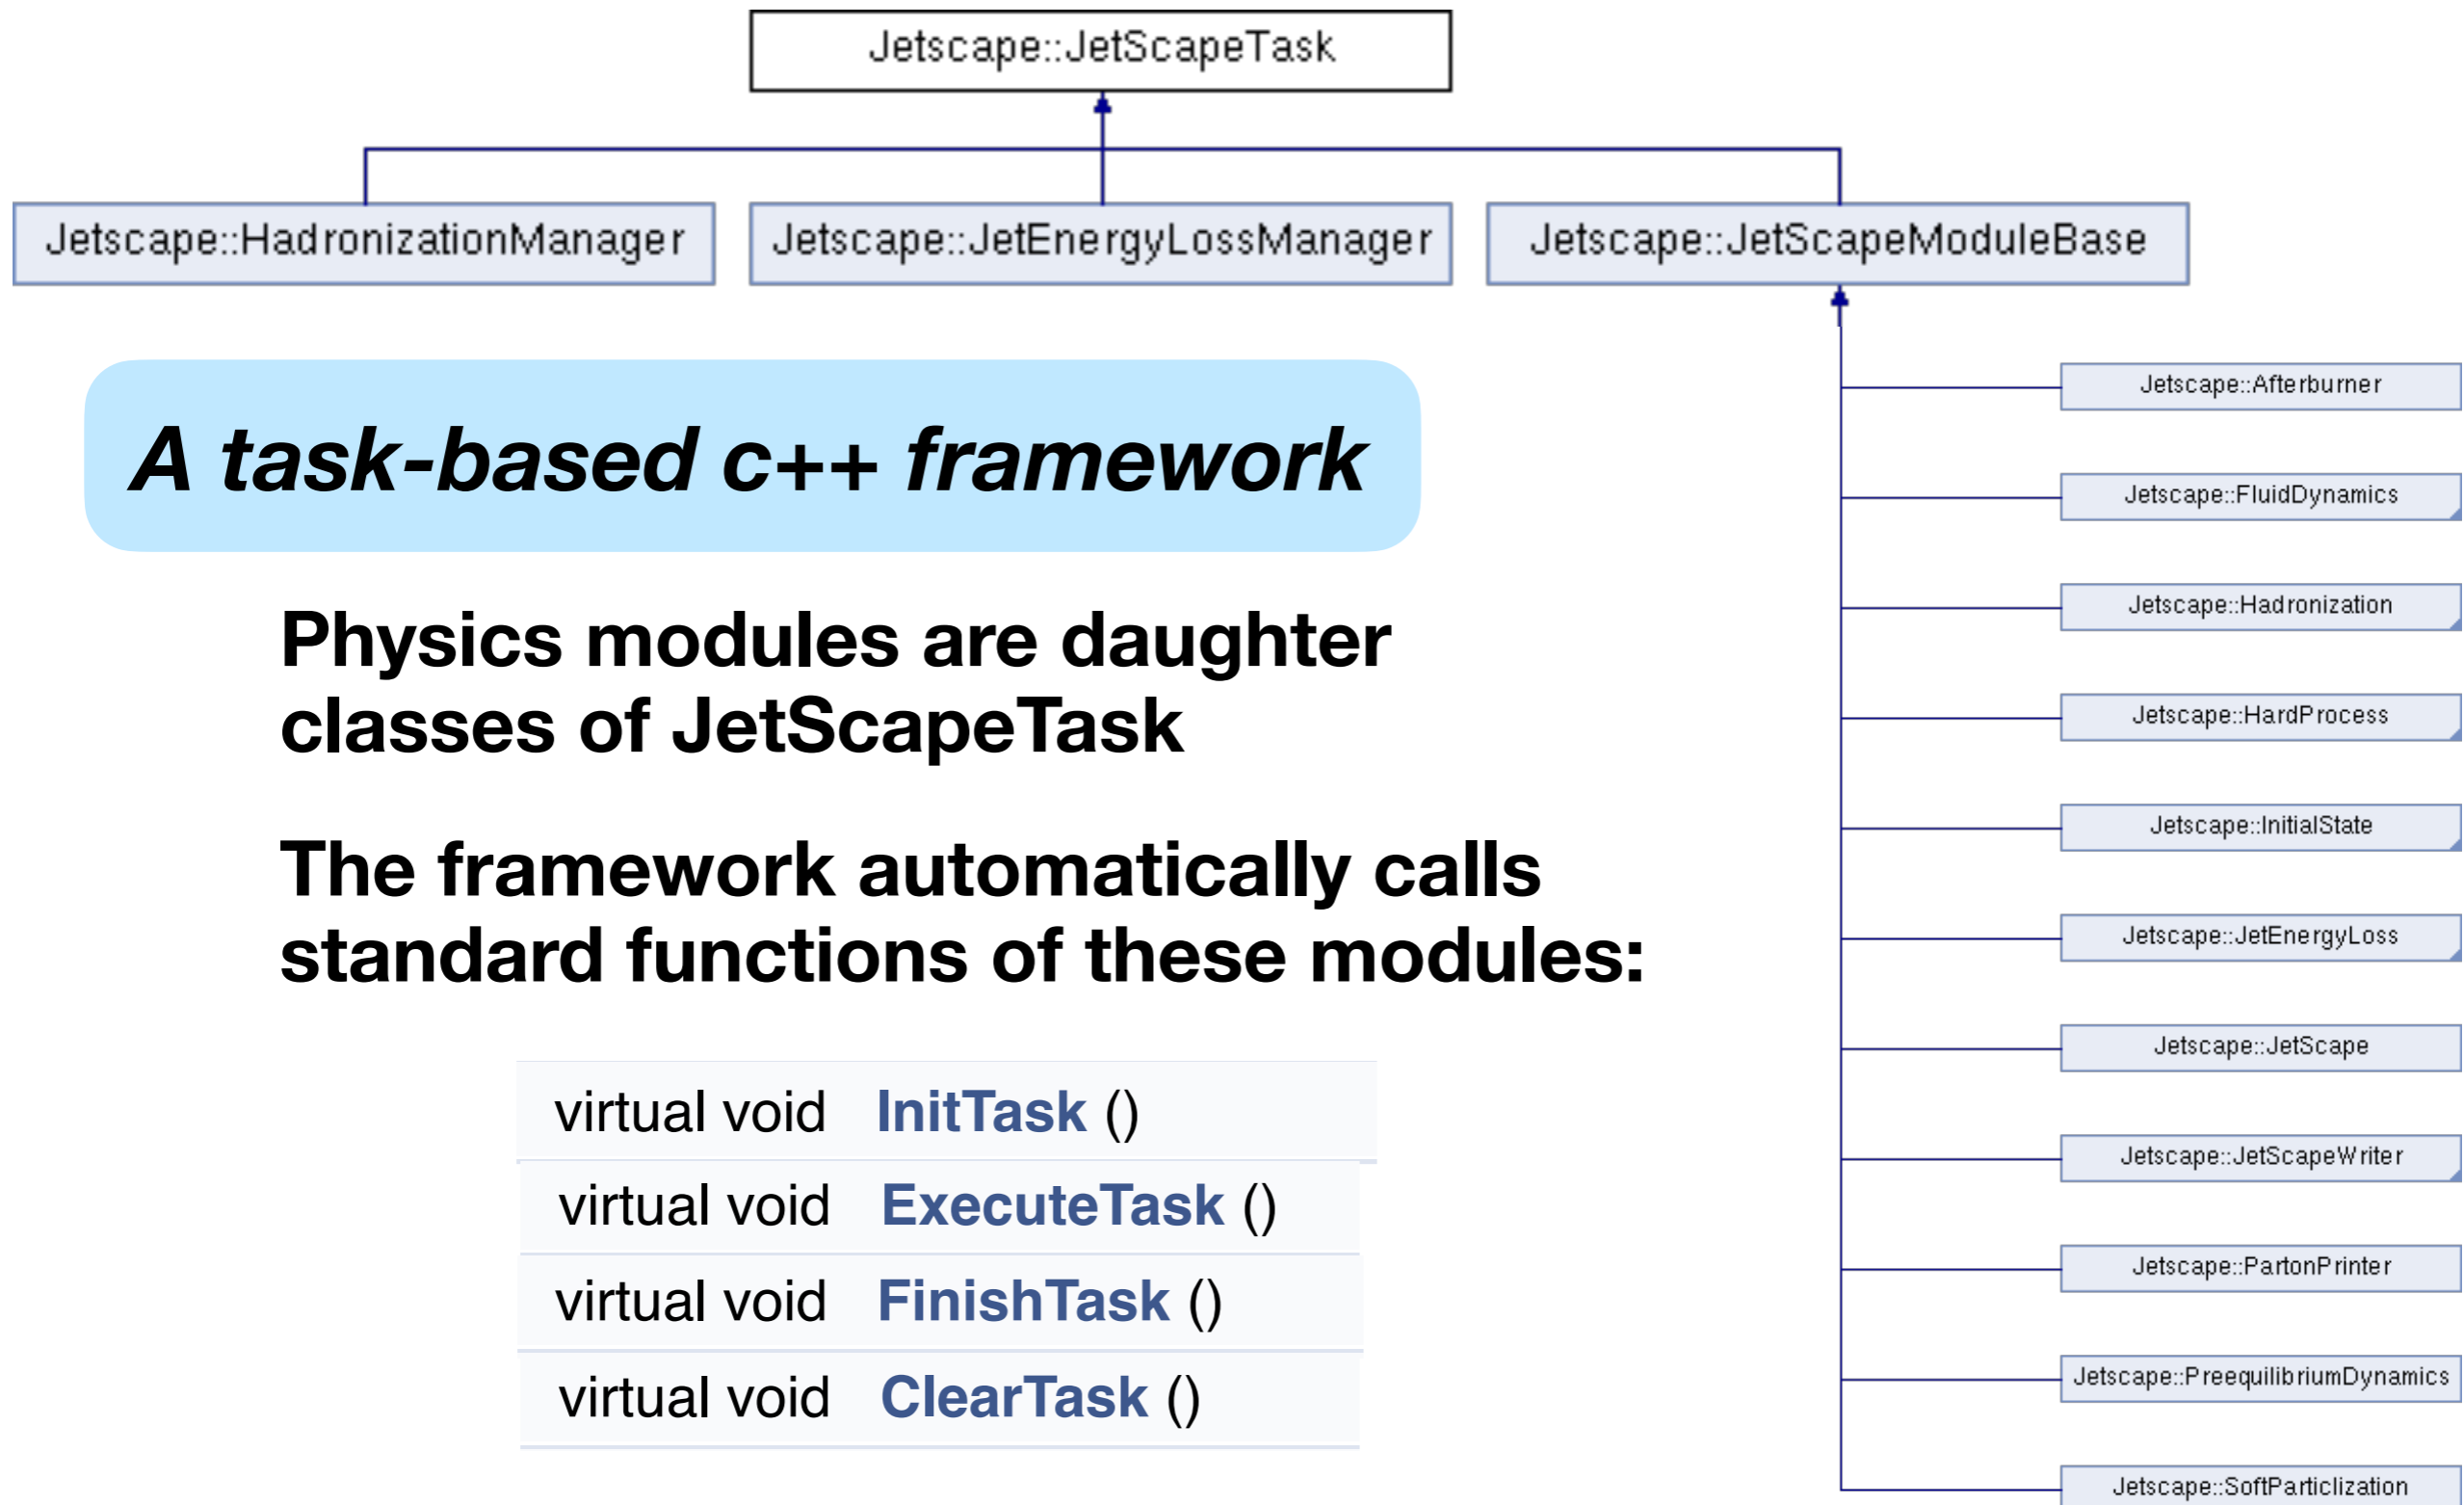 Jetscape::JetScapeTask
Jetscape::HadronizationManager
Jetscape::JetEnergyLossManager
Jetscape::JetScapeModuleBase
A task-based c++ framework
Physics modules are daughter
classes of JetScapeTask
The framework automatically calls
standard functions of these modules:
virtual void InitTask ()
virtual void ExecuteTask ()
virtual void FinishTask ()
virtual void ClearTask ()
Jetscape::Afterburner
Jetscape::FluidDynamics
Jetscape::Hadronization
Jetscape::HardProcess
Jetscape::InitialState
Jetscape::JetEnergyLoss
Jetscape::JetScape
Jetscape::JetScapeWriter
Jetscape::PartonPrinter
Jetscape::PreequilibriumDynamics
Jetscape::SoftParticlization